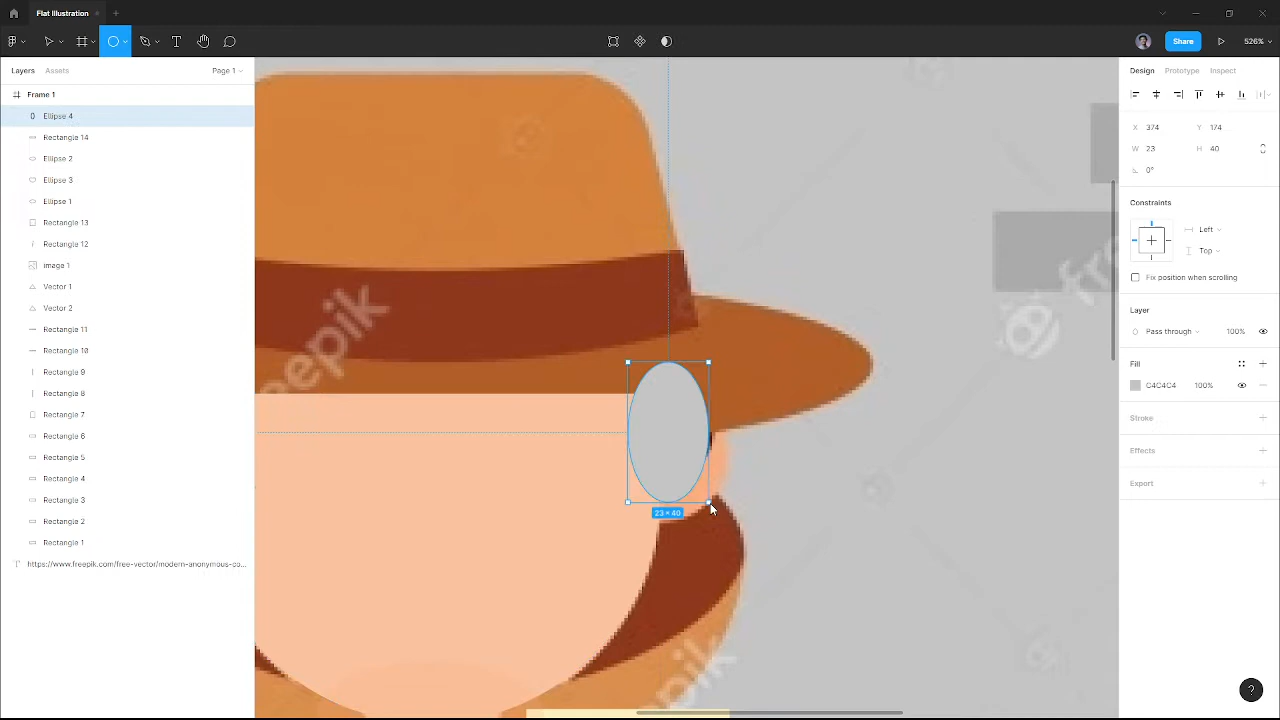 Flat Illustration
Share
526%
Layers
Assets
Page 1
Design
Prototype
Inspect
Frame 1
Ellipse 4
Rectangle 14
Ellipse 2
Ellipse 3
Ellipse 1
Rectangle 13
Rectangle 12
image 1
Vector 1
Vector 2
Rectangle 11
Rectangle 10
Rectangle 9
Rectangle 8
Rectangle 7
Rectangle 6
Rectangle 5
Rectangle 4
Rectangle 3
Rectangle 2
Rectangle 1
https://www.freepik.com/free-vector/modern-anonymous-co...
X 374 Y 174
W 23 H 40
0°
Constraints
Left
Top
Fix position when scrolling
Layer
Pass through 100%
Fill
C4C4C4 100%
Stroke
Effects
Export
23 × 40
eepik
epik
fre
?